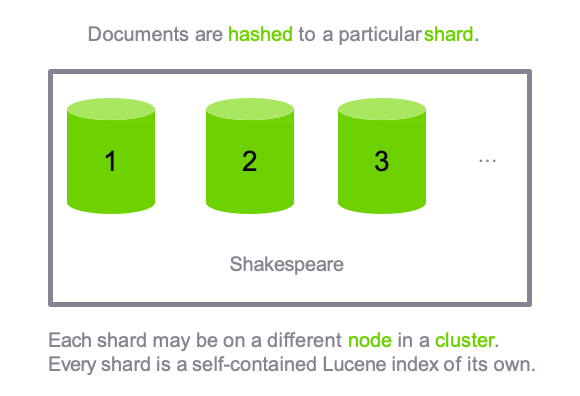 Documents are hashed to a particular shard.
1 2 3 ...
Shakespeare
Each shard may be on a different node in a cluster.
Every shard is a self-contained Lucene index of its own.